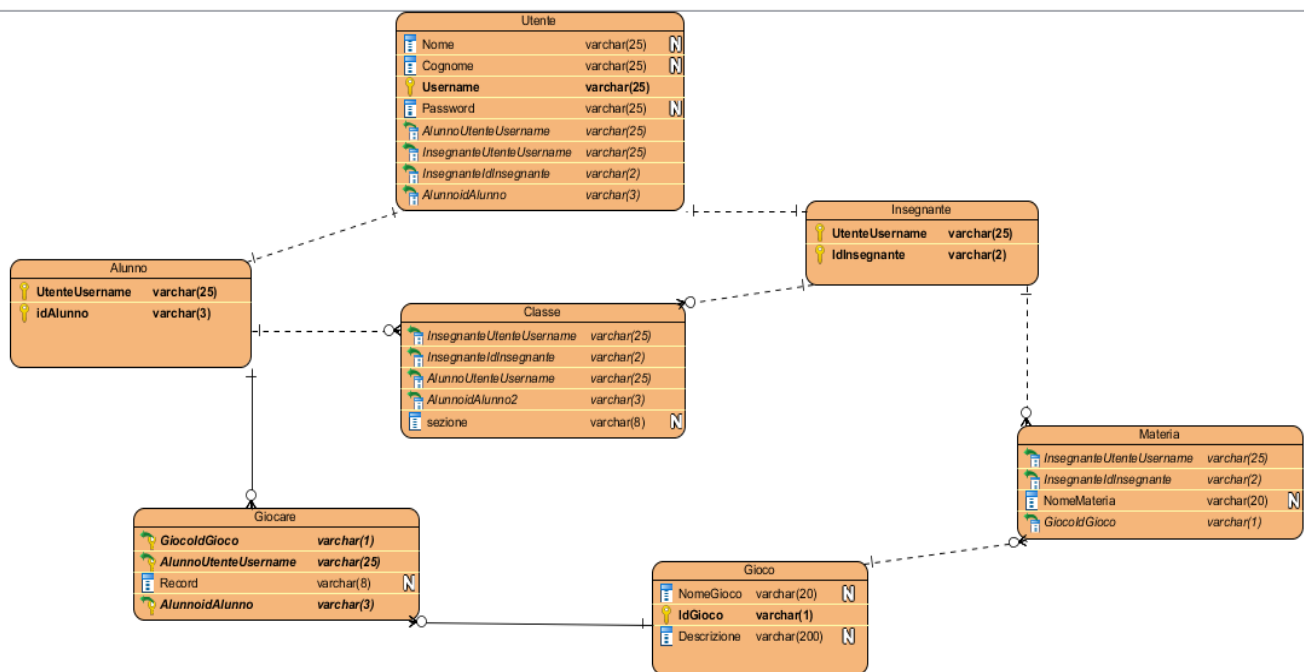 Utente
Nome varchar(25) N
Cognome varchar(25) N
Username varchar(25)
Password varchar(25) N
AlunnoUtenteUsername varchar(25)
InsegnanteUtenteUsername varchar(25)
InsegnanteIdInsegnante varchar(2)
AlunnoidAlunno varchar(3)
Insegnante
UtenteUsername varchar(25)
IdInsegnante varchar(2)
Alunno
UtenteUsername varchar(25)
idAlunno varchar(3)
Classe
InsegnanteUtenteUsername varchar(25)
InsegnanteIdInsegnante varchar(2)
AlunnoUtenteUsername varchar(25)
AlunnoidAlunno2 varchar(3)
sezione varchar(8) N
Materia
InsegnanteUtenteUsername varchar(25)
InsegnanteIdInsegnante varchar(2)
NomeMateria varchar(20) N
GiocoIdGioco varchar(1)
Giocare
GiocoIdGioco varchar(1)
AlunnoUtenteUsername varchar(25)
Record varchar(8) N
AlunnoidAlunno varchar(3)
Gioco
NomeGioco varchar(20) N
IdGioco varchar(1)
Descrizione varchar(200) N